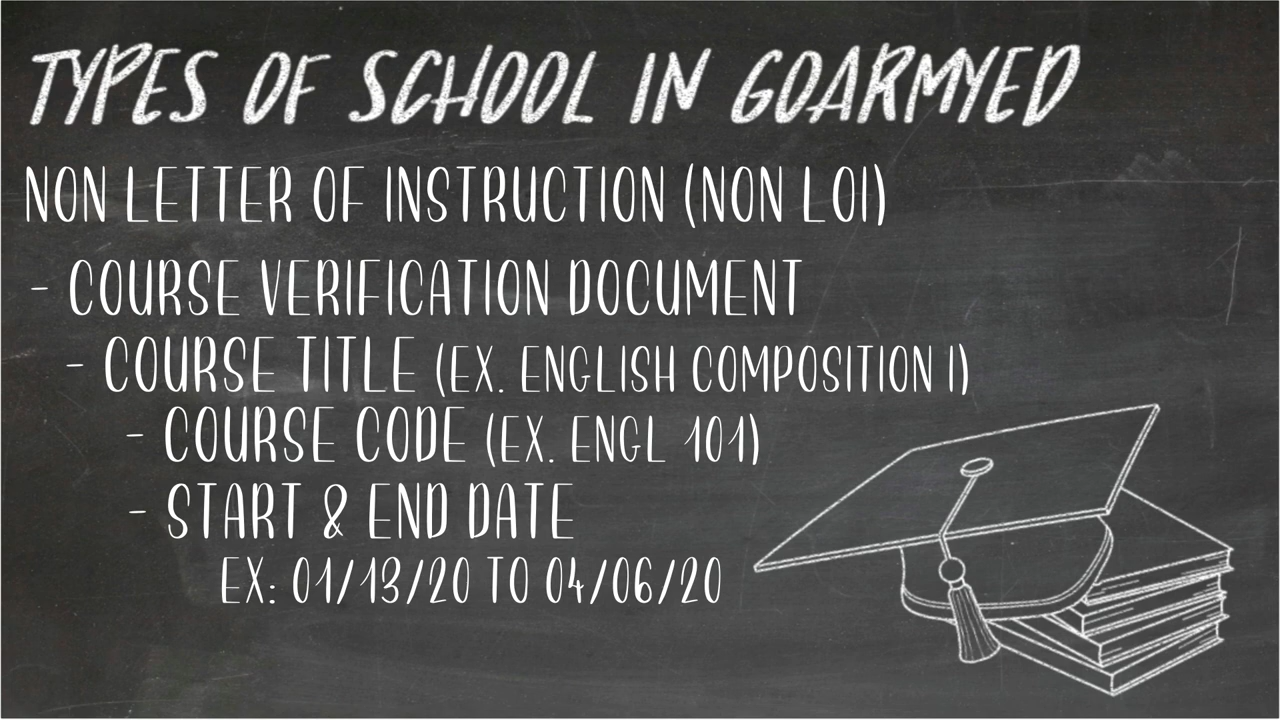 TYPES OF SCHOOL IN GOARMYED
NON LETTER OF INSTRUCTION (NON LOI)
- COURSE VERIFICATION DOCUMENT
- COURSE TITLE (EX. ENGLISH COMPOSITION I)
- COURSE CODE (EX. ENGL 101)
- START & END DATE
EX: 01/13/20 TO 04/06/20